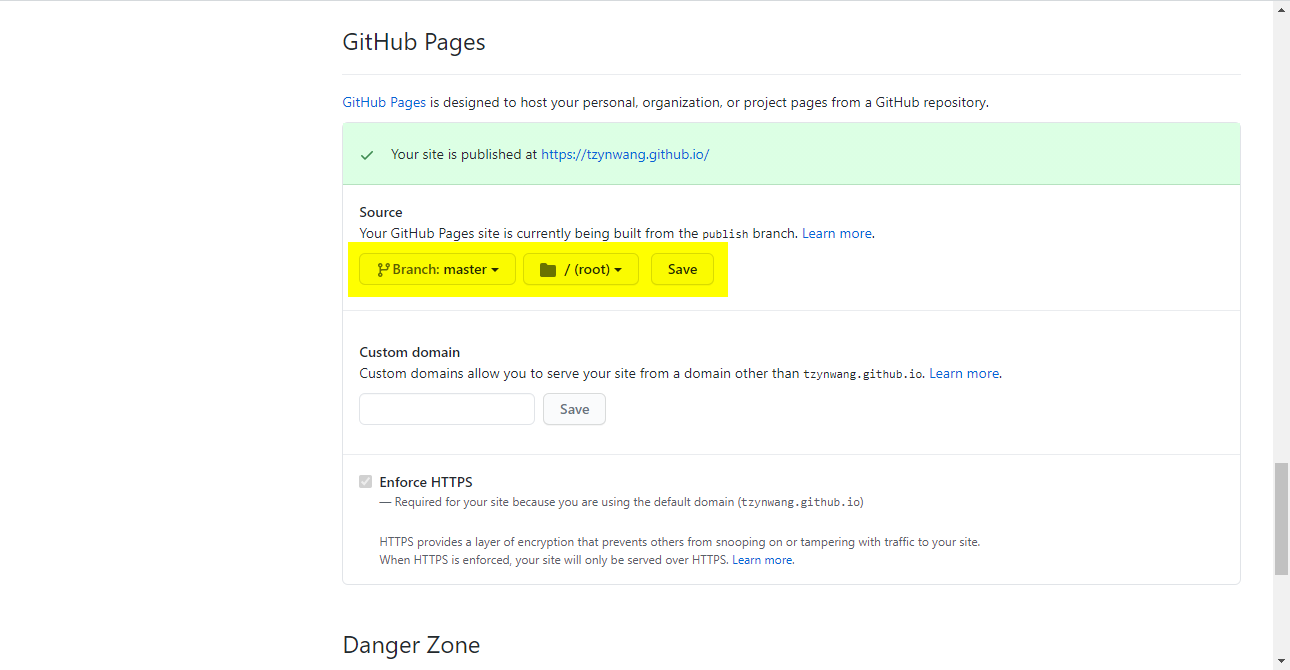 GitHub Pages
GitHub Pages is designed to host your personal, organization, or project pages from a GitHub repository.
Your site is published at https://tzynwang.github.io/
Source
Your GitHub Pages site is currently being built from the publish branch. Learn more.
Branch: master / (root) Save
Custom domain
Custom domains allow you to serve your site from a domain other than tzynwang.github.io. Learn more.
Save
Enforce HTTPS
— Required for your site because you are using the default domain (tzynwang.github.io)
HTTPS provides a layer of encryption that prevents others from snooping on or tampering with traffic to your site.
When HTTPS is enforced, your site will only be served over HTTPS. Learn more.
Danger Zone